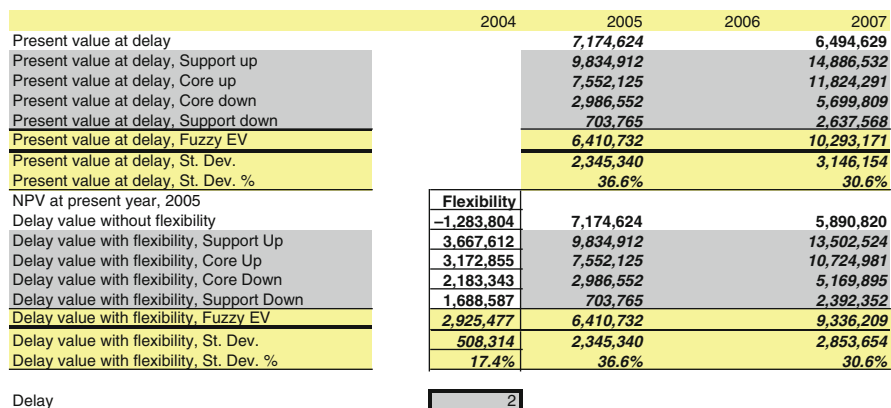 2004 2005 2006 2007
Present value at delay 7,174,624 6,494,629
Present value at delay, Support up 9,834,912 14,886,532
Present value at delay, Core up 7,552,125 11,824,291
Present value at delay, Core down 2,986,552 5,699,809
Present value at delay, Support down 703,765 2,637,568
Present value at delay, Fuzzy EV 6,410,732 10,293,171
Present value at delay, St. Dev. 2,345,340 3,146,154
Present value at delay, St. Dev. % 36.6% 30.6%
NPV at present year, 2005 Flexibility
Delay value without flexibility –1,283,804 7,174,624 5,890,820
Delay value with flexibility, Support Up 3,667,612 9,834,912 13,502,524
Delay value with flexibility, Core Up 3,172,855 7,552,125 10,724,981
Delay value with flexibility, Core Down 2,183,343 2,986,552 5,169,895
Delay value with flexibility, Support Down 1,688,587 703,765 2,392,352
Delay value with flexibility, Fuzzy EV 2,925,477 6,410,732 9,336,209
Delay value with flexibility, St. Dev. 508,314 2,345,340 2,853,654
Delay value with flexibility, St. Dev. % 17.4% 36.6% 30.6%
Delay 2